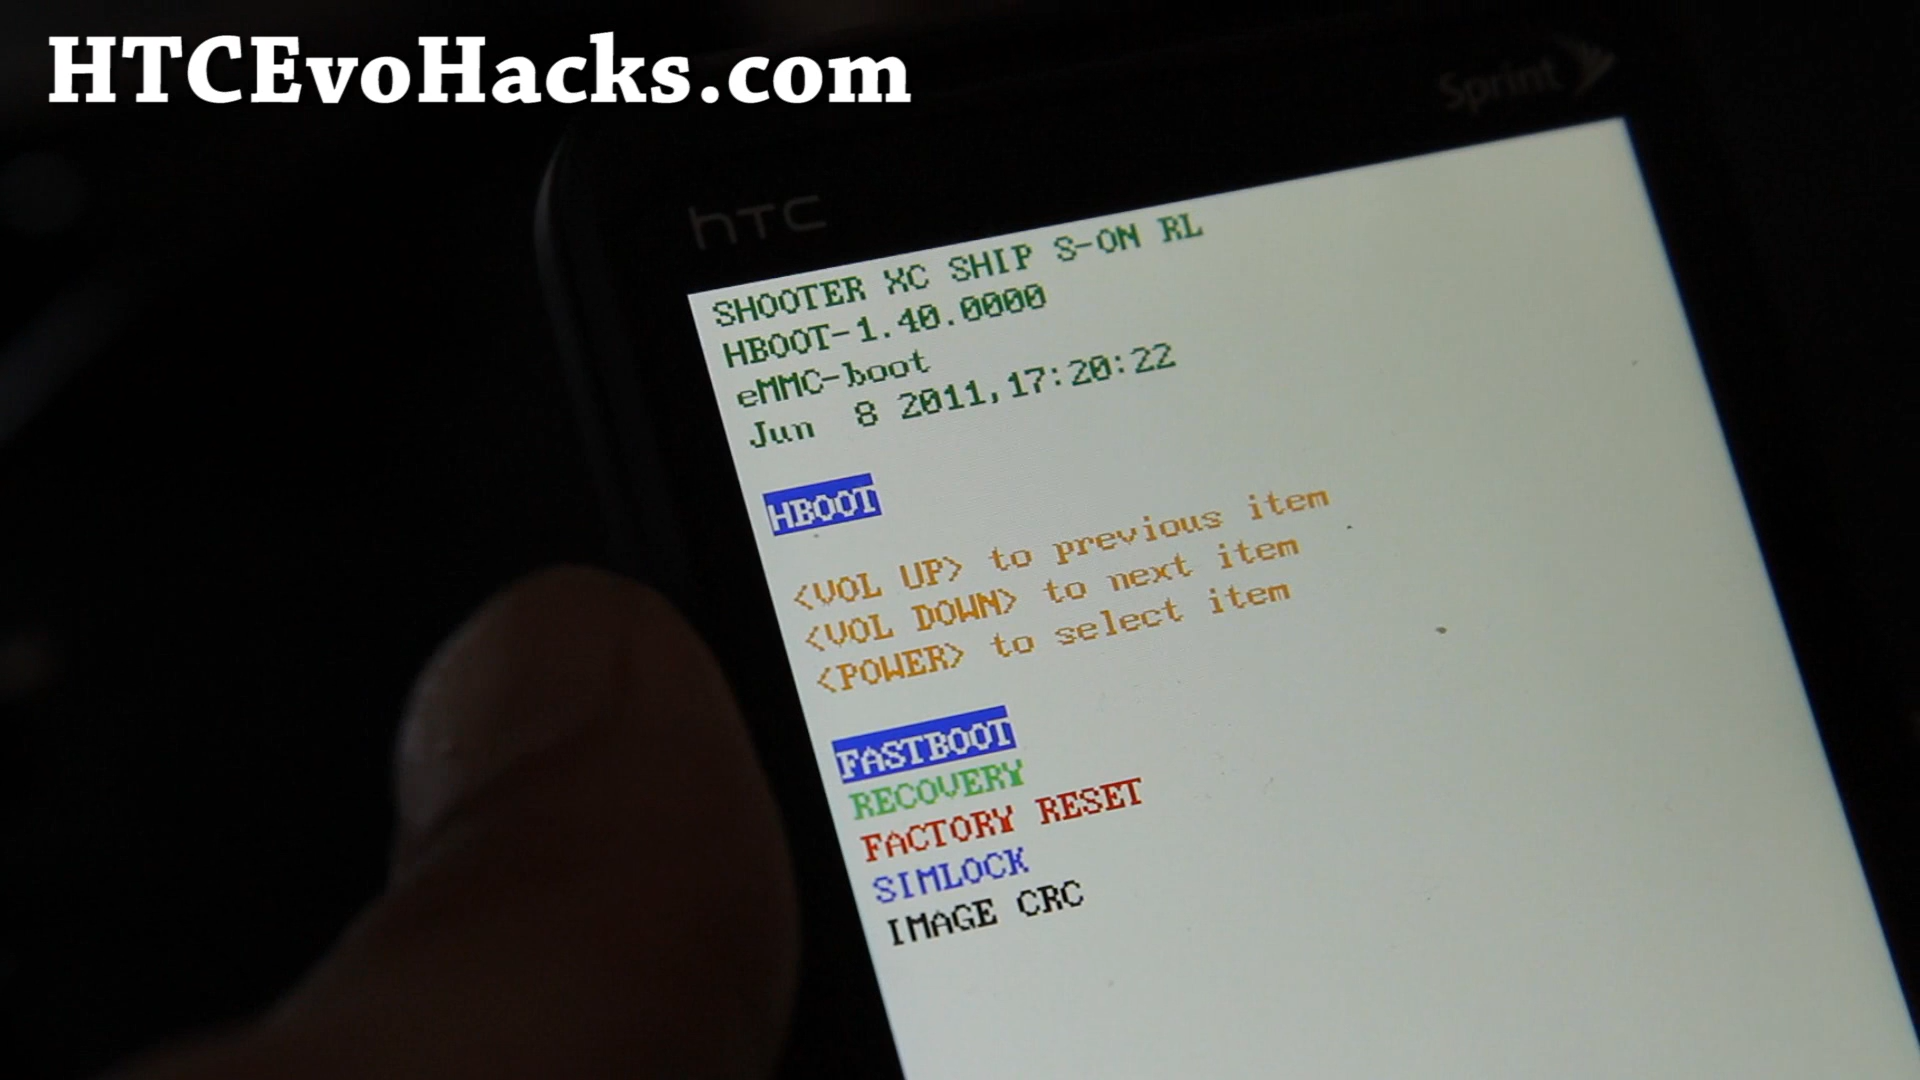 HTCEvoHacks.com
Sprint
hTC
SHOOTER XC SHIP S-ON RL
HBOOT-1.40.0000
eMMC-boot
Jun  8 2011,17:20:22
HBOOT
<VOL UP> to previous item
<VOL DOWN> to next item
<POWER> to select item
FASTBOOT
RECOVERY
FACTORY RESET
SIMLOCK
IMAGE CRC